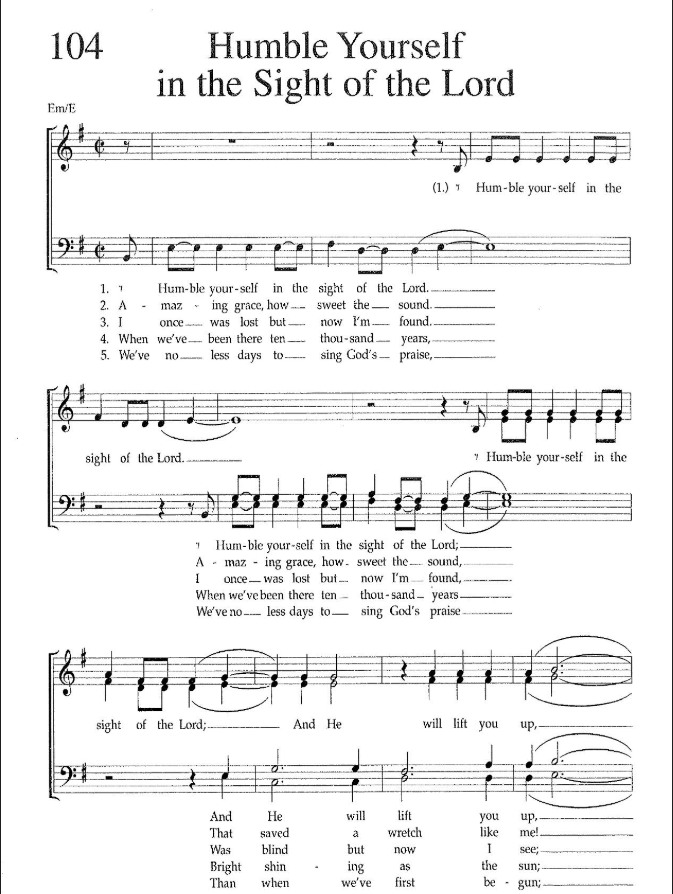 104
Humble Yourself
in the Sight of the Lord
Em/E
(1.) Hum-ble your-self in the
1. Hum-ble your-self in the sight of the Lord.
2. A - maz - ing grace, how sweet the sound.
3. I once was lost but now I'm found.
4. When we've been there ten thou-sand years,
5. We've no less days to sing God's praise,
sight of the Lord.
Hum-ble your-self in the
Hum-ble your-self in the sight of the Lord;
A - maz - ing grace, how sweet the sound,
I once was lost but now I'm found,
When we've been there ten thou-sand years
We've no less days to sing God's praise
sight of the Lord; And He will lift you up,
And He will lift you up,
That saved a wretch like me!
Was blind but now I see;
Bright shin - ing as the sun;
Than when we've first be - gun;